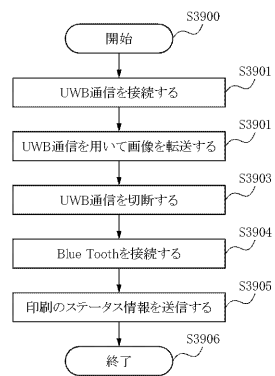 S3900
開始
S3901
UWB通信を接続する
S3901
UWB通信を用いて画像を転送する
S3903
UWB通信を切断する
S3904
Blue Toothを接続する
S3905
印刷のステータス情報を送信する
S3906
終了